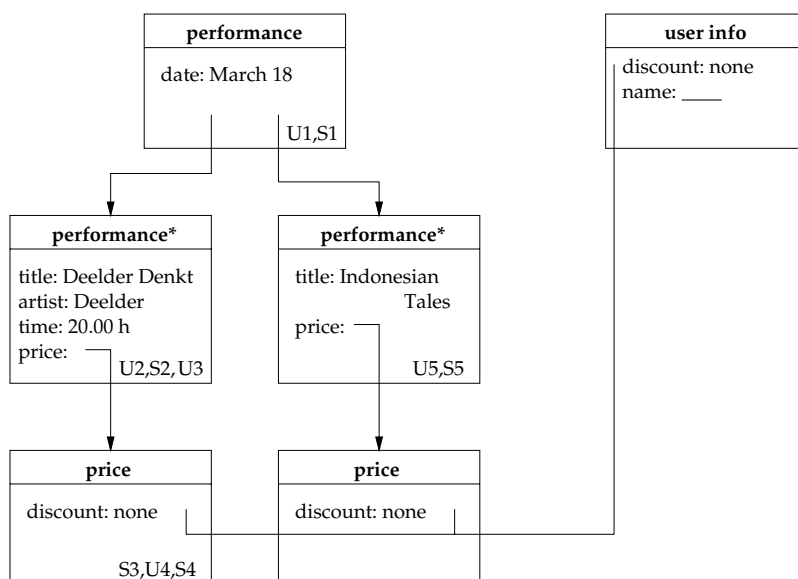 performance
date: March 18
U1,S1
user info
discount: none
name: ____
performance*
title: Deelder Denkt
artist: Deelder
time: 20.00 h
price:
U2,S2,U3
performance*
title: Indonesian
Tales
price:
U5,S5
price
discount: none
S3,U4,S4
price
discount: none